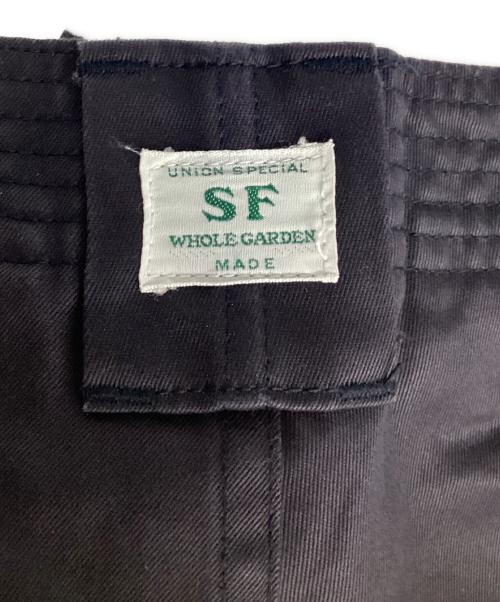 UNION SPECIAL
SF
WHOLE GARDEN
MADE